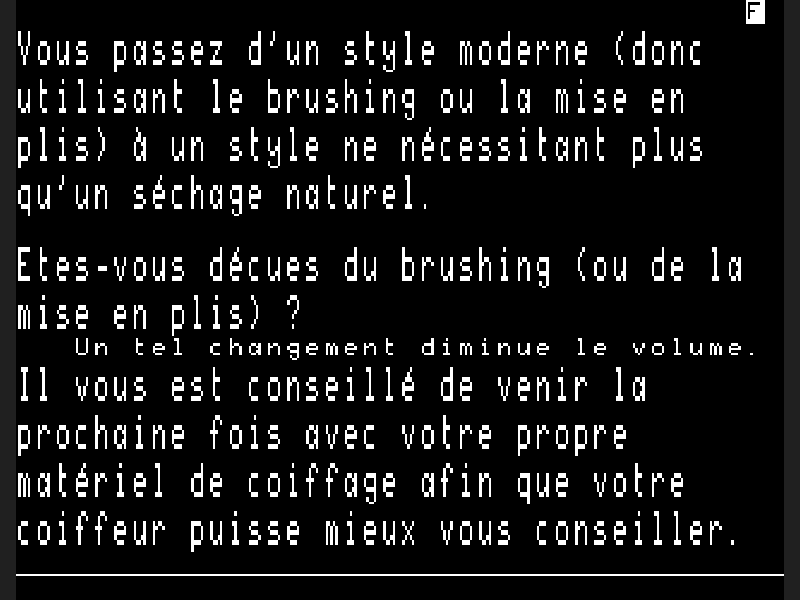 F
Vous passez d'un style moderne (donc
utilisant le brushing ou la mise en
plis) à un style ne nécessitant plus
qu'un séchage naturel.
Etes-vous décues du brushing (ou de la
mise en plis) ?
Un tel changement diminue le volume.
Il vous est conseillé de venir la
prochaine fois avec votre propre
matériel de coiffage afin que votre
coiffeur puisse mieux vous conseiller.